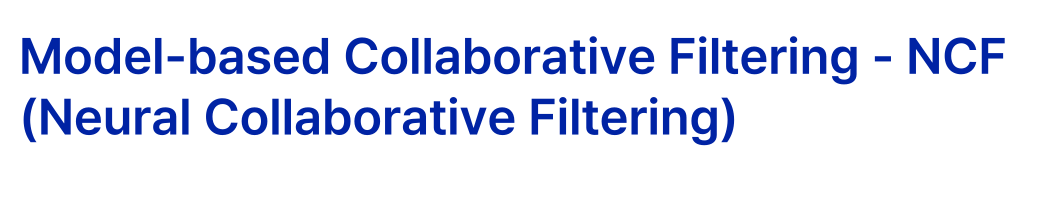 Model-based Collaborative Filtering - NCF
(Neural Collaborative Filtering)